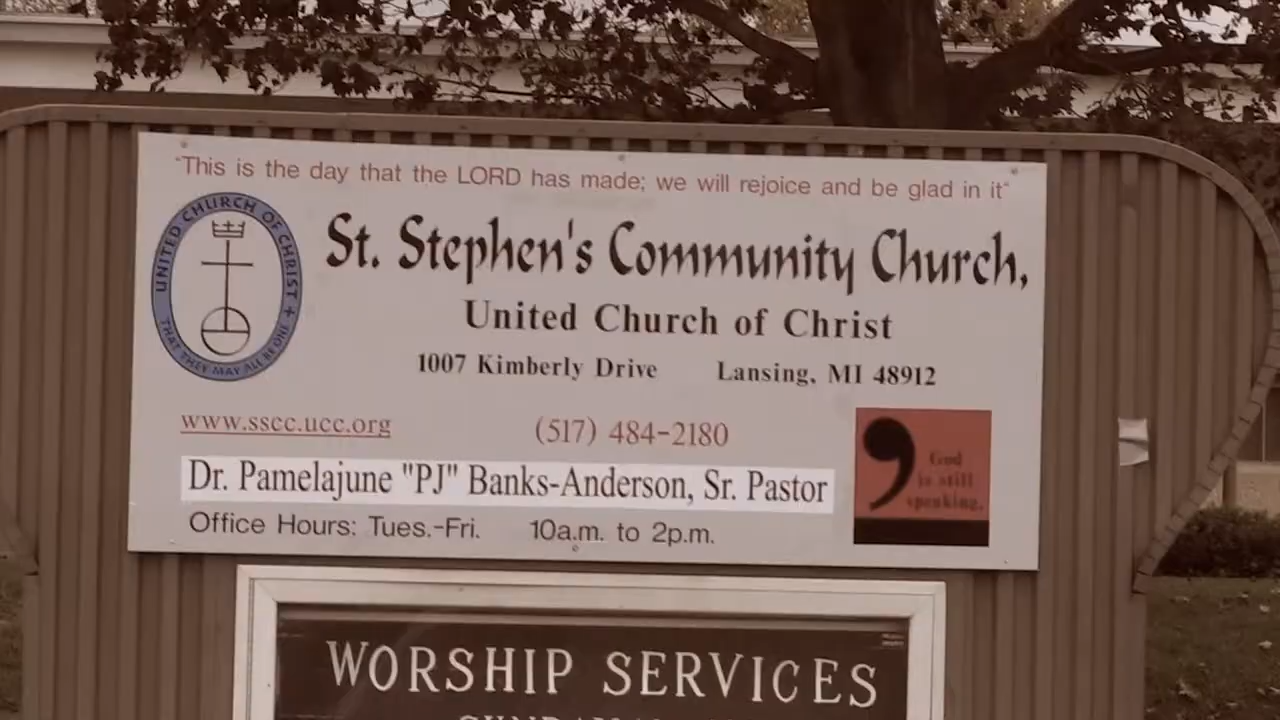 "This is the day that the LORD has made; we will rejoice and be glad in it"
UNITED CHURCH OF CHRIST +
THAT THEY MAY ALL BE ONE
St. Stephen's Community Church,
United Church of Christ
1007 Kimberly Drive Lansing, MI 48912
www.sscc.ucc.org (517) 484-2180
Dr. Pamelajune "PJ" Banks-Anderson, Sr. Pastor
Office Hours: Tues.-Fri. 10a.m. to 2p.m.
God
is still
speaking,
WORSHIP SERVICES